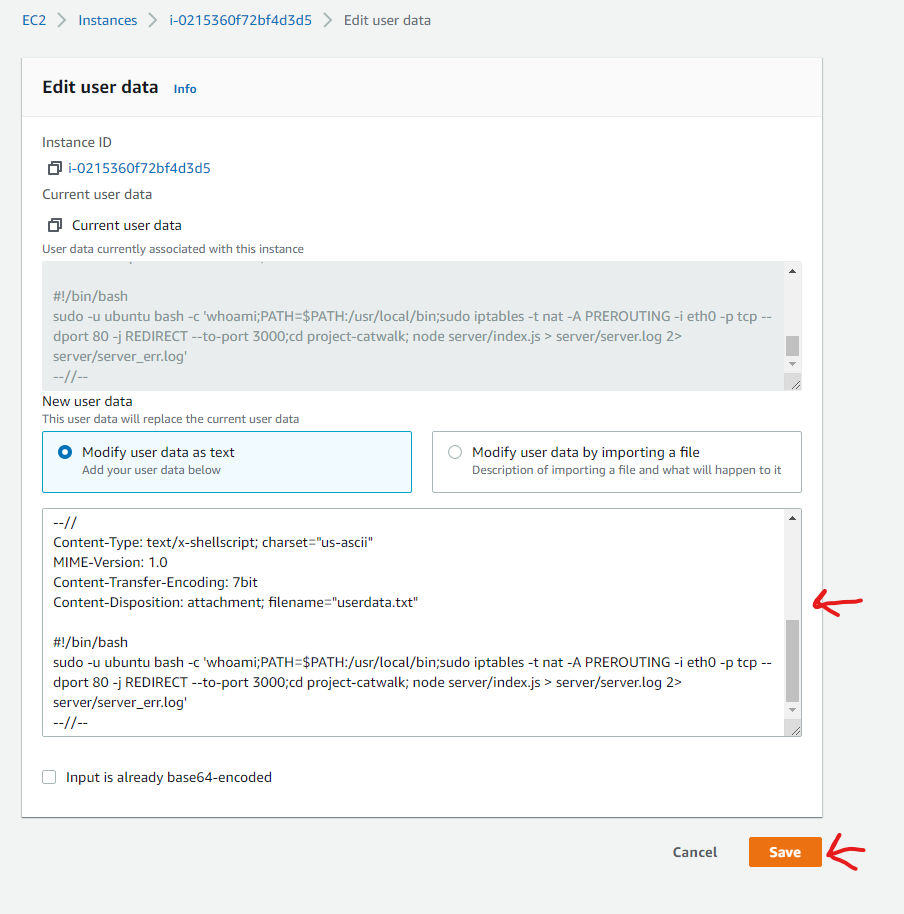 EC2 > Instances > i-0215360f72bf4d3d5 > Edit user data
Edit user data Info
Instance ID
i-0215360f72bf4d3d5
Current user data
Current user data
User data currently associated with this instance
#!/bin/bash
sudo -u ubuntu bash -c 'whoami;PATH=$PATH:/usr/local/bin;sudo iptables -t nat -A PREROUTING -i eth0 -p tcp --
dport 80 -j REDIRECT --to-port 3000;cd project-catwalk; node server/index.js > server/server.log 2>
server/server_err.log'
--//--
New user data
This user data will replace the current user data
Modify user data as text
Add your user data below
Modify user data by importing a file
Description of importing a file and what will happen to it
--//
Content-Type: text/x-shellscript; charset="us-ascii"
MIME-Version: 1.0
Content-Transfer-Encoding: 7bit
Content-Disposition: attachment; filename="userdata.txt"
#!/bin/bash
sudo -u ubuntu bash -c 'whoami;PATH=$PATH:/usr/local/bin;sudo iptables -t nat -A PREROUTING -i eth0 -p tcp --
dport 80 -j REDIRECT --to-port 3000;cd project-catwalk; node server/index.js > server/server.log 2>
server/server_err.log'
--//--
Input is already base64-encoded
Cancel
Save